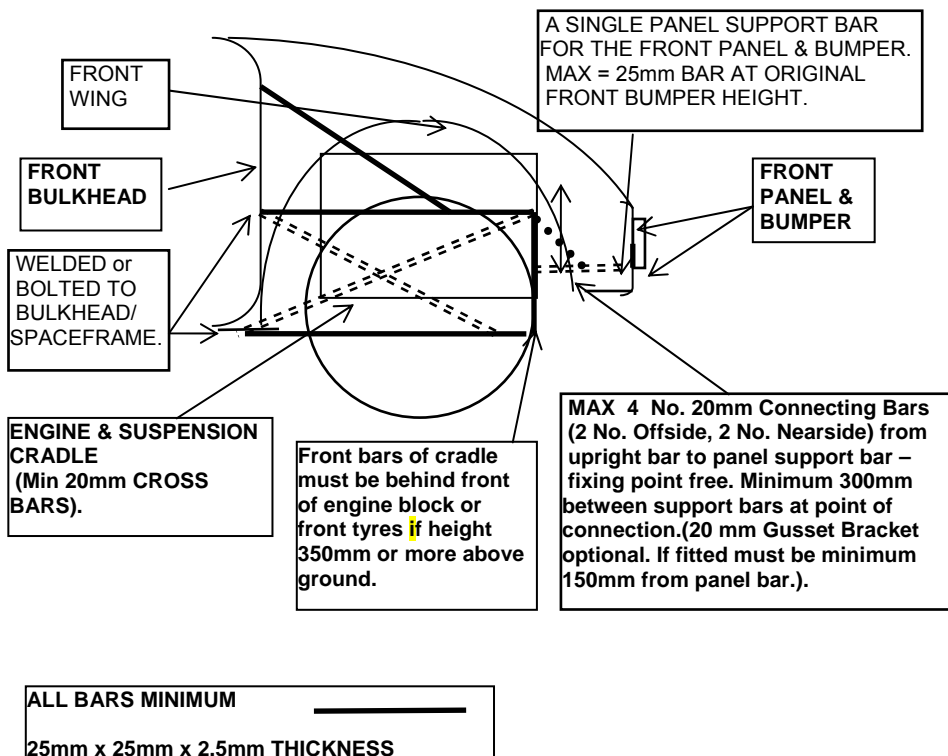 A SINGLE PANEL SUPPORT BAR
FOR THE FRONT PANEL & BUMPER.
MAX = 25mm BAR AT ORIGINAL
FRONT BUMPER HEIGHT.
FRONT
WING
FRONT
BULKHEAD
FRONT
PANEL &
BUMPER
WELDED or
BOLTED TO
BULKHEAD/
SPACEFRAME.
ENGINE & SUSPENSION
CRADLE
(Min 20mm CROSS
BARS).
Front bars of cradle
must be behind front
of engine block or
front tyres if height
350mm or more above
ground.
MAX 4 No. 20mm Connecting Bars
(2 No. Offside, 2 No. Nearside) from
upright bar to panel support bar –
fixing point free. Minimum 300mm
between support bars at point of
connection.(20 mm Gusset Bracket
optional. If fitted must be minimum
150mm from panel bar.).
ALL BARS MINIMUM
25mm x 25mm x 2.5mm THICKNESS